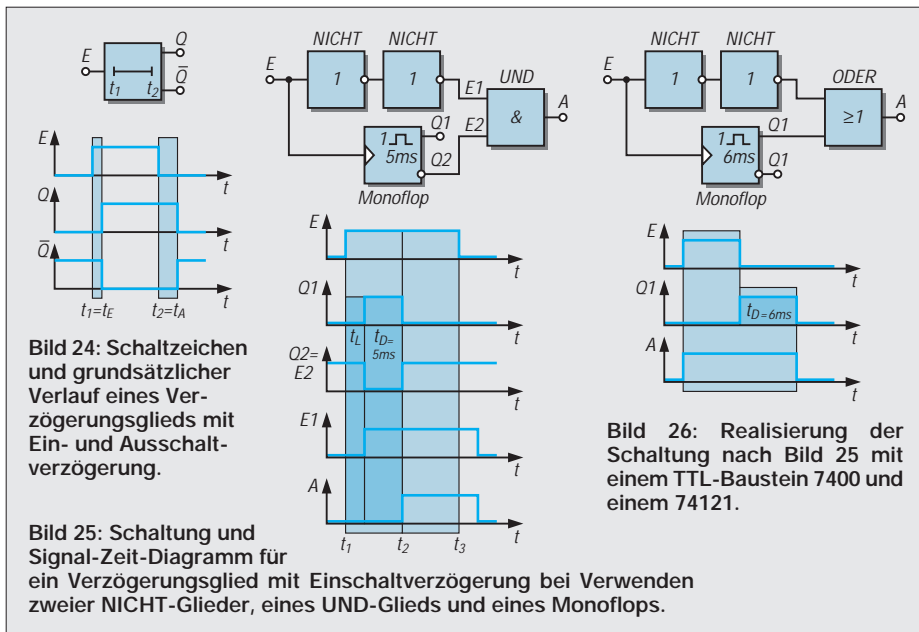 E
Q
Q̄
t₁ t₂
E
t
Q
t
Q̄
t
t₁=tE t₂=tA
Bild 24: Schaltzeichen
und grundsätzlicher
Verlauf eines Ver-
zögerungsglieds mit
Ein- und Ausschalt-
verzögerung.
NICHT NICHT
E
1 1
E1
UND
&
A
E2
1
5ms
Q1
Q2
Monoflop
E
t
Q1
tL tD=
5ms
t
Q2=
E2
t
E1
t
A
t
t₁ t₂ t₃
Bild 25: Schaltung und
Signal-Zeit-Diagramm für
ein Verzögerungsglied mit Einschaltverzögerung bei Verwenden
zweier NICHT-Glieder, eines UND-Glieds und eines Monoflops.
NICHT NICHT
E
1 1
ODER
≥1
A
1
6ms
Q1
Q1
Monoflop
E
t
Q1
tD=6ms
t
A
t
Bild 26: Realisierung der
Schaltung nach Bild 25 mit
einem TTL-Baustein 7400 und
einem 74121.